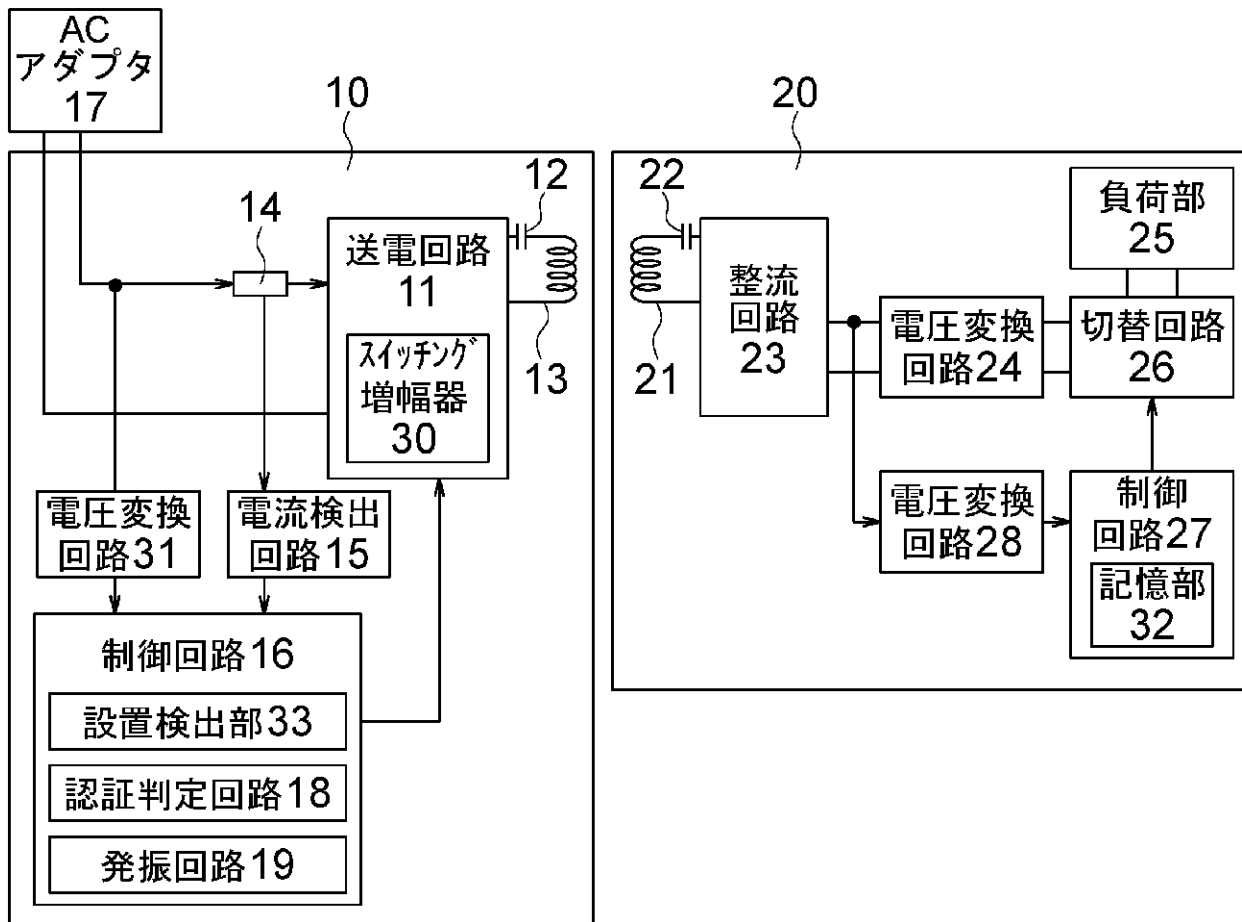 AC
アダプタ
17
10
20
12
14
送電回路
11
スイッチング
増幅器
30
13
22
21
整流
回路
23
負荷部
25
電圧変換
回路24
切替回路
26
電圧変換
回路28
制御
回路27
記憶部
32
電圧変換
回路31
電流検出
回路15
制御回路16
設置検出部33
認証判定回路18
発振回路19